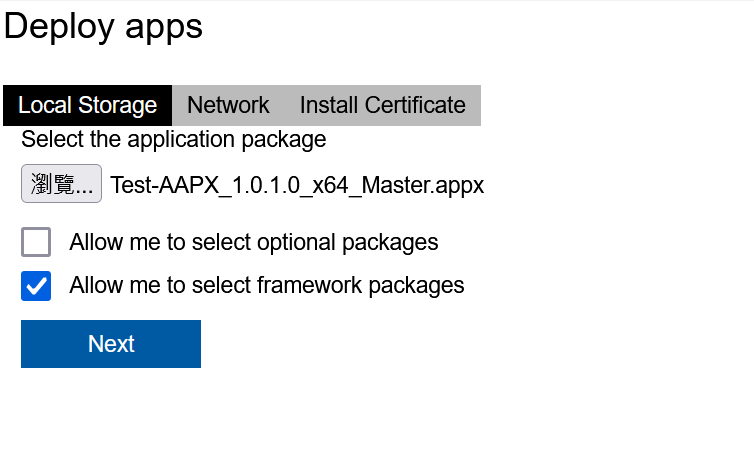 Deploy apps
Local Storage Network Install Certificate
Select the application package
瀏覽... Test-AAPX_1.0.1.0_x64_Master.appx
Allow me to select optional packages
Allow me to select framework packages
Next